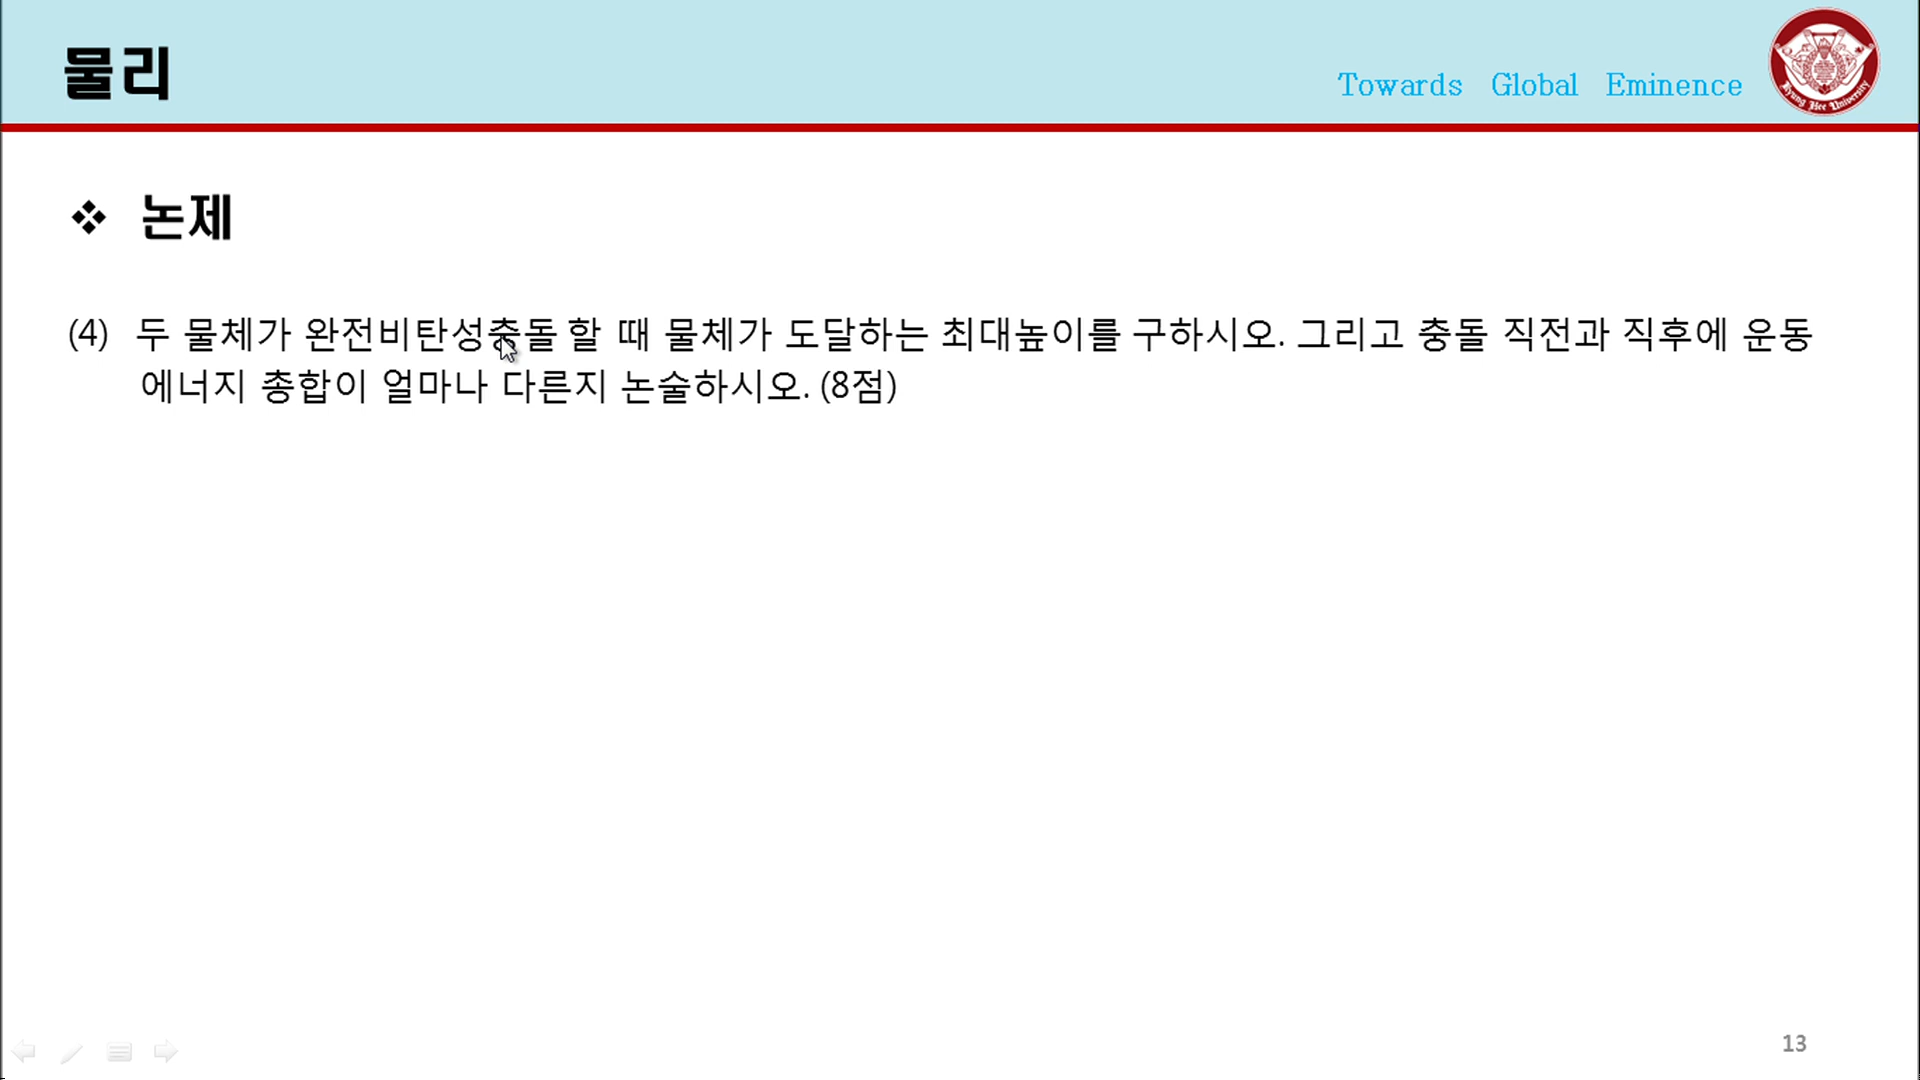 물리
Towards Global Eminence
Kyung Hee University
논제
(4) 두 물체가 완전비탄성충돌 할 때 물체가 도달하는 최대높이를 구하시오. 그리고 충돌 직전과 직후에 운동
에너지 총합이 얼마나 다른지 논술하시오. (8점)
13